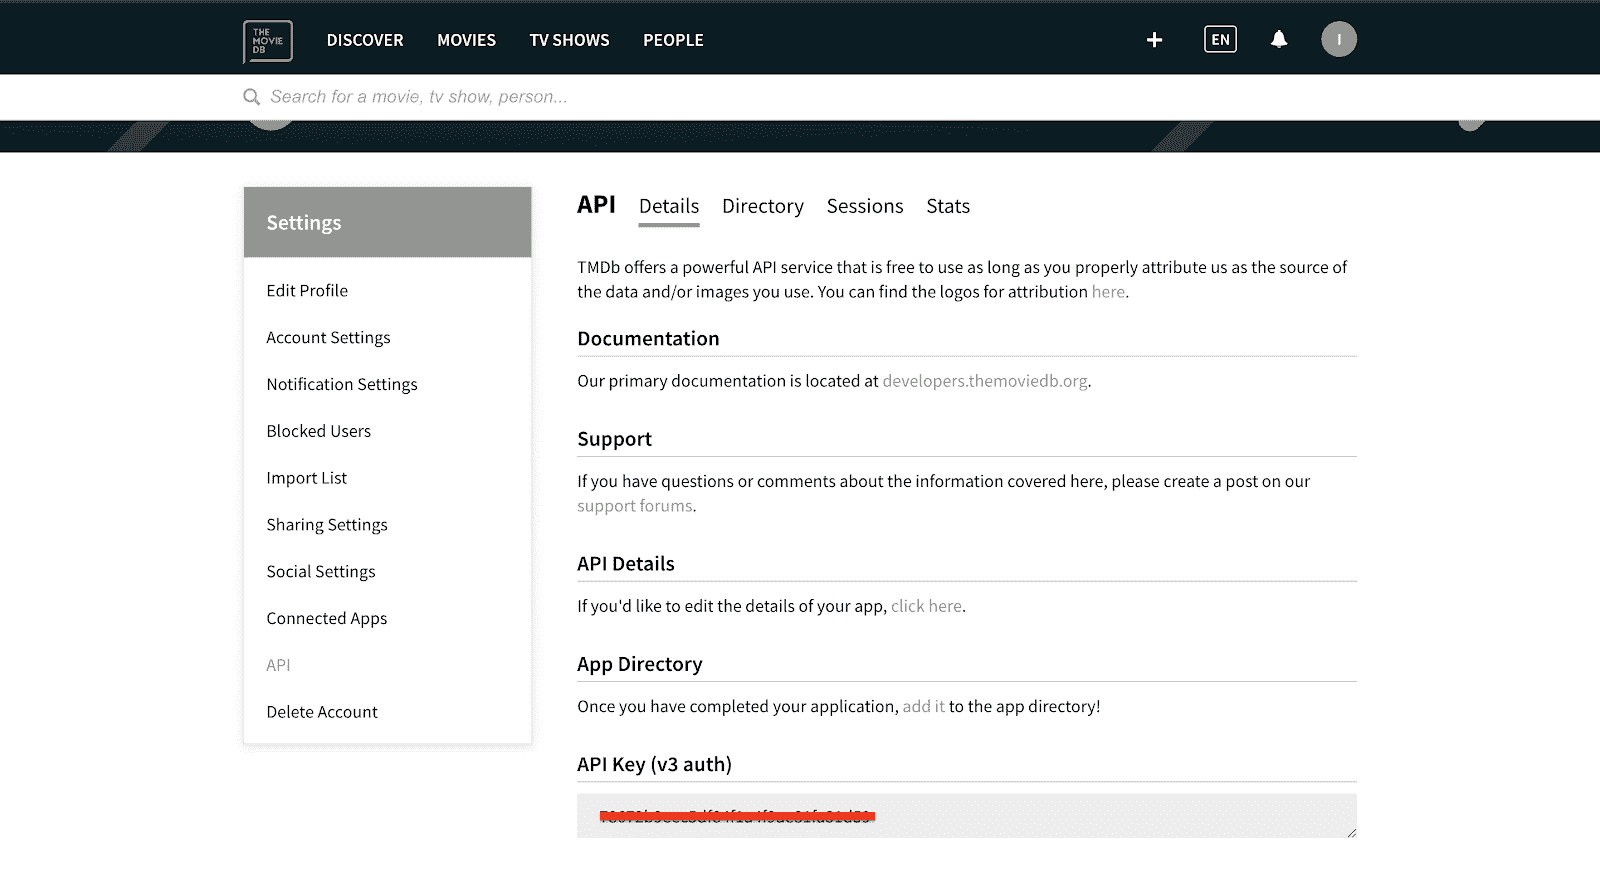 THE
MOVIE
DB
DISCOVER
MOVIES
TV SHOWS
PEOPLE
EN
I
Search for a movie, tv show, person...
Settings
Edit Profile
Account Settings
Notification Settings
Blocked Users
Import List
Sharing Settings
Social Settings
Connected Apps
API
Delete Account
API
Details
Directory
Sessions
Stats
TMDb offers a powerful API service that is free to use as long as you properly attribute us as the source of
the data and/or images you use. You can find the logos for attribution here.
Documentation
Our primary documentation is located at developers.themoviedb.org.
Support
If you have questions or comments about the information covered here, please create a post on our
support forums.
API Details
If you'd like to edit the details of your app, click here.
App Directory
Once you have completed your application, add it to the app directory!
API Key (v3 auth)